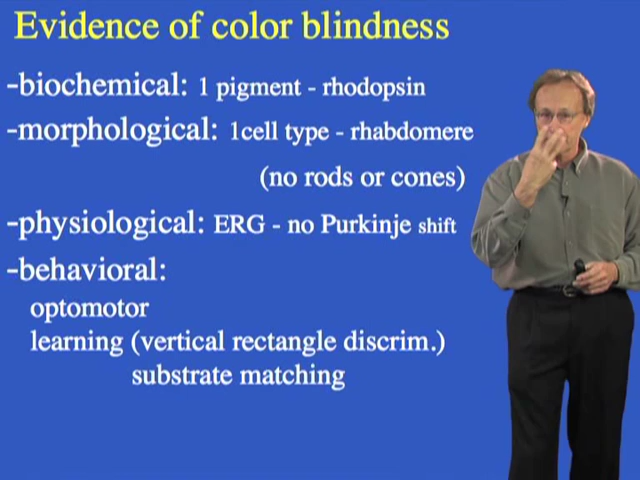 Evidence of color blindness
-biochemical: 1 pigment - rhodopsin
-morphological: 1cell type - rhabdomere
(no rods or cones)
-physiological: ERG - no Purkinje shift
-behavioral:
optomotor
learning (vertical rectangle discrim.)
substrate matching